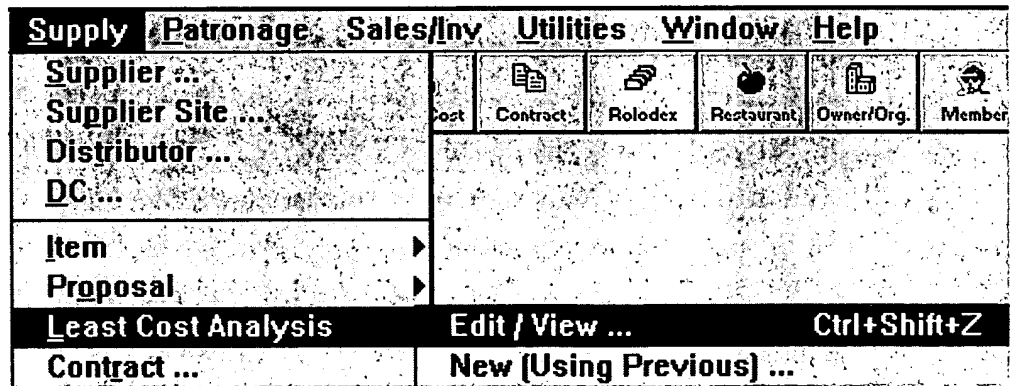 Supply Patronage Sales/Inv Utilities Window Help
Supplier ...
Supplier Site ...
Distributor ...
DC ...
Item
Proposal
Least Cost Analysis
Contract ...
Cost Contract Rolodex Restaurant Owner/Org. Member
Edit / View ... Ctrl+Shift+Z
New (Using Previous) ...